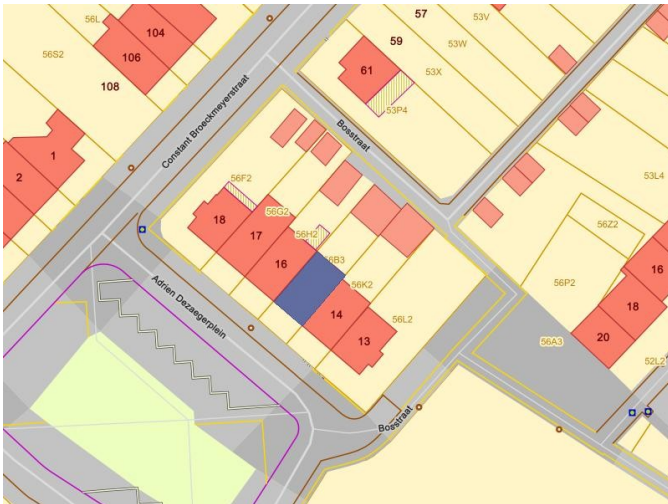 56L
104
106
56S2
108
57
53V
59
53W
61
53X
53P4
Constant Broeckmeyerstraat
Bosstraat
1
2
53L4
56F2
18
56G2
17
56H2
16
56B3
56K2
14
56L2
13
Adrien Dezaegerplein
56Z2
56P2
16
18
20
56A3
52L2
Bosstraat